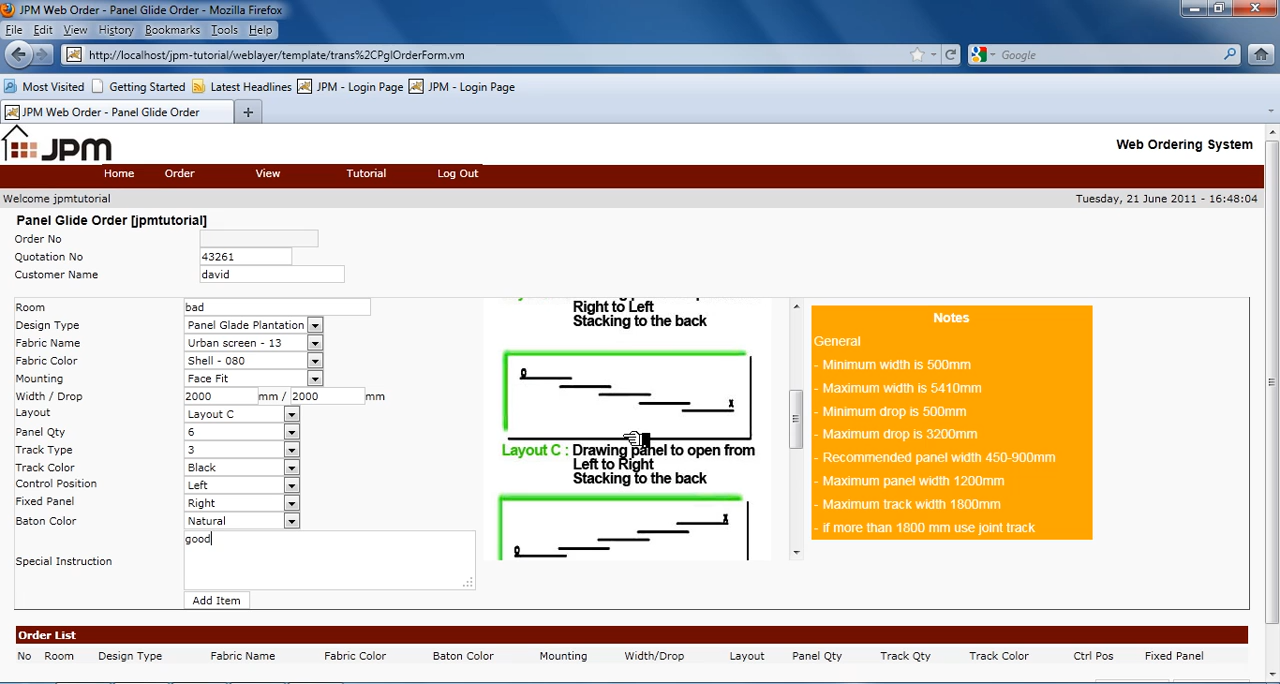 JPM Web Order - Panel Glide Order - Mozilla Firefox
File Edit View History Bookmarks Tools Help
http://localhost/jpm-tutorial/weblayer/template/trans%2CPglOrderForm.vm
Google
Most Visited Getting Started Latest Headlines JPM - Login Page JPM - Login Page
JPM Web Order - Panel Glide Order
JPM
Web Ordering System
Home Order View Tutorial Log Out
Welcome jpmtutorial
Tuesday, 21 June 2011 - 16:48:04
Panel Glide Order [jpmtutorial]
Order No
Quotation No 43261
Customer Name david
Room bad
Design Type Panel Glade Plantation
Fabric Name Urban screen - 13
Fabric Color Shell - 080
Mounting Face Fit
Width / Drop 2000 mm / 2000 mm
Layout Layout C
Panel Qty 6
Track Type 3
Track Color Black
Control Position Left
Fixed Panel Right
Baton Color Natural
Special Instruction good
Add Item
Right to Left
Stacking to the back
O
X
Layout C : Drawing panel to open from
Left to Right
Stacking to the back
X
O
Notes
General
- Minimum width is 500mm
- Maximum width is 5410mm
- Minimum drop is 500mm
- Maximum drop is 3200mm
- Recommended panel width 450-900mm
- Maximum panel width 1200mm
- Maximum track width 1800mm
- if more than 1800 mm use joint track
Order List
No Room Design Type Fabric Name Fabric Color Baton Color Mounting Width/Drop Layout Panel Qty Track Qty Track Color Ctrl Pos Fixed Panel